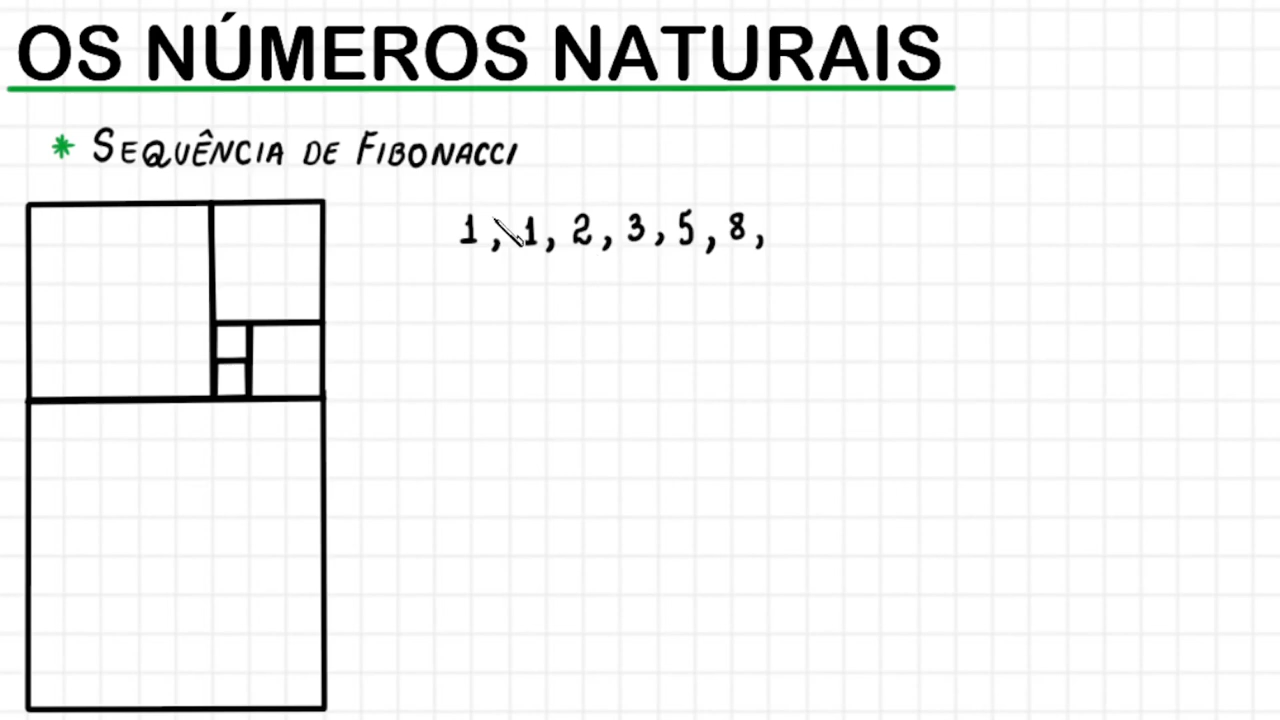 OS NÚMEROS NATURAIS
* SEQUÊNCIA DE FIBONACCI
1, 1, 2, 3, 5, 8,